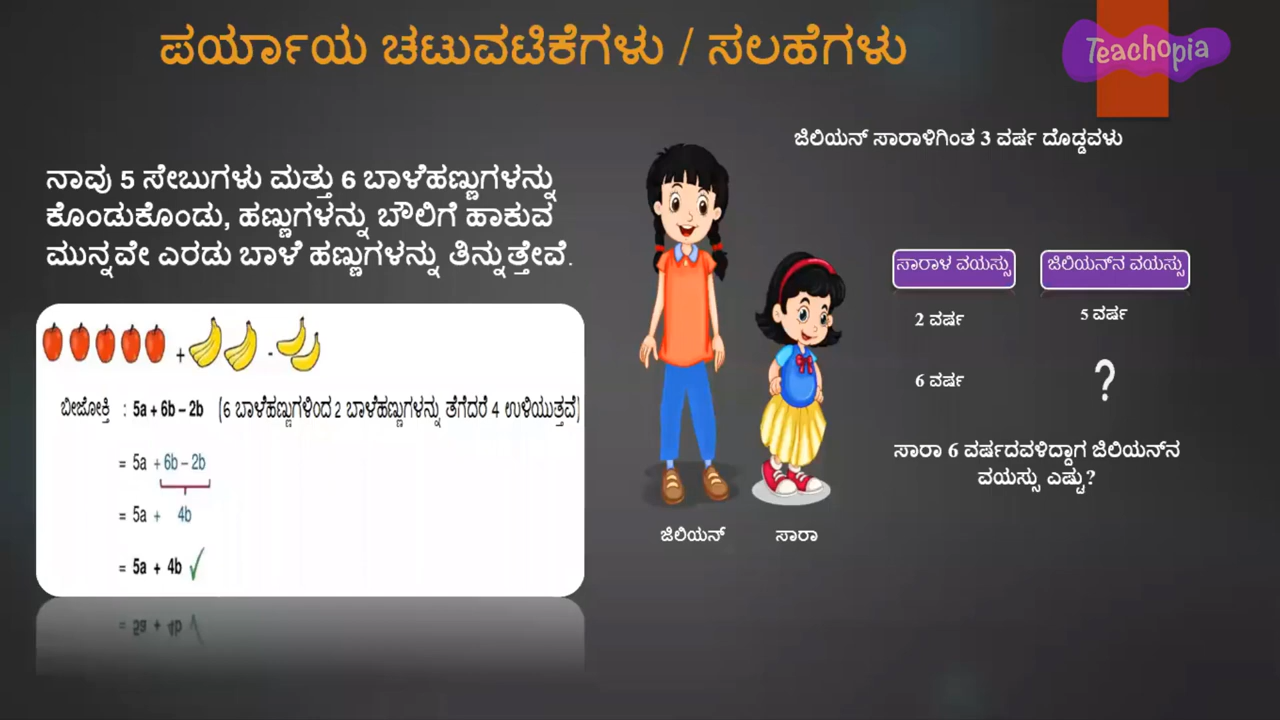 ಪರ್ಯಾಯ ಚಟುವಟಿಕೆಗಳು / ಸಲಹೆಗಳು
Teachopia
ನಾವು 5 ಸೇಬುಗಳು ಮತ್ತು 6 ಬಾಳೆಹಣ್ಣುಗಳನ್ನು
ಕೊಂಡುಕೊಂಡು, ಹಣ್ಣುಗಳನ್ನು ಬೌಲಿಗೆ ಹಾಕುವ
ಮುನ್ನವೇ ಎರಡು ಬಾಳೆ ಹಣ್ಣುಗಳನ್ನು ತಿನ್ನುತ್ತೇವೆ.
+ -
ಬೀಜೋಕ್ತಿ : 5a + 6b – 2b (6 ಬಾಳೆಹಣ್ಣುಗಳಿಂದ 2 ಬಾಳೆಹಣ್ಣುಗಳನ್ನು ತೆಗೆದರೆ 4 ಉಳಿಯುತ್ತವೆ)
= 5a + 6b – 2b
= 5a + 4b
= 5a + 4b ✓
ಜಿಲಿಯನ್ ಸಾರಾಳಿಗಿಂತ 3 ವರ್ಷ ದೊಡ್ಡವಳು
ಸಾರಾಳ ವಯಸ್ಸು ಜಿಲಿಯನ್‌ನ ವಯಸ್ಸು
2 ವರ್ಷ 5 ವರ್ಷ
6 ವರ್ಷ ?
ಸಾರಾ 6 ವರ್ಷದವಳಿದ್ದಾಗ ಜಿಲಿಯನ್‌ನ
ವಯಸ್ಸು ಎಷ್ಟು?
ಜಿಲಿಯನ್ ಸಾರಾ